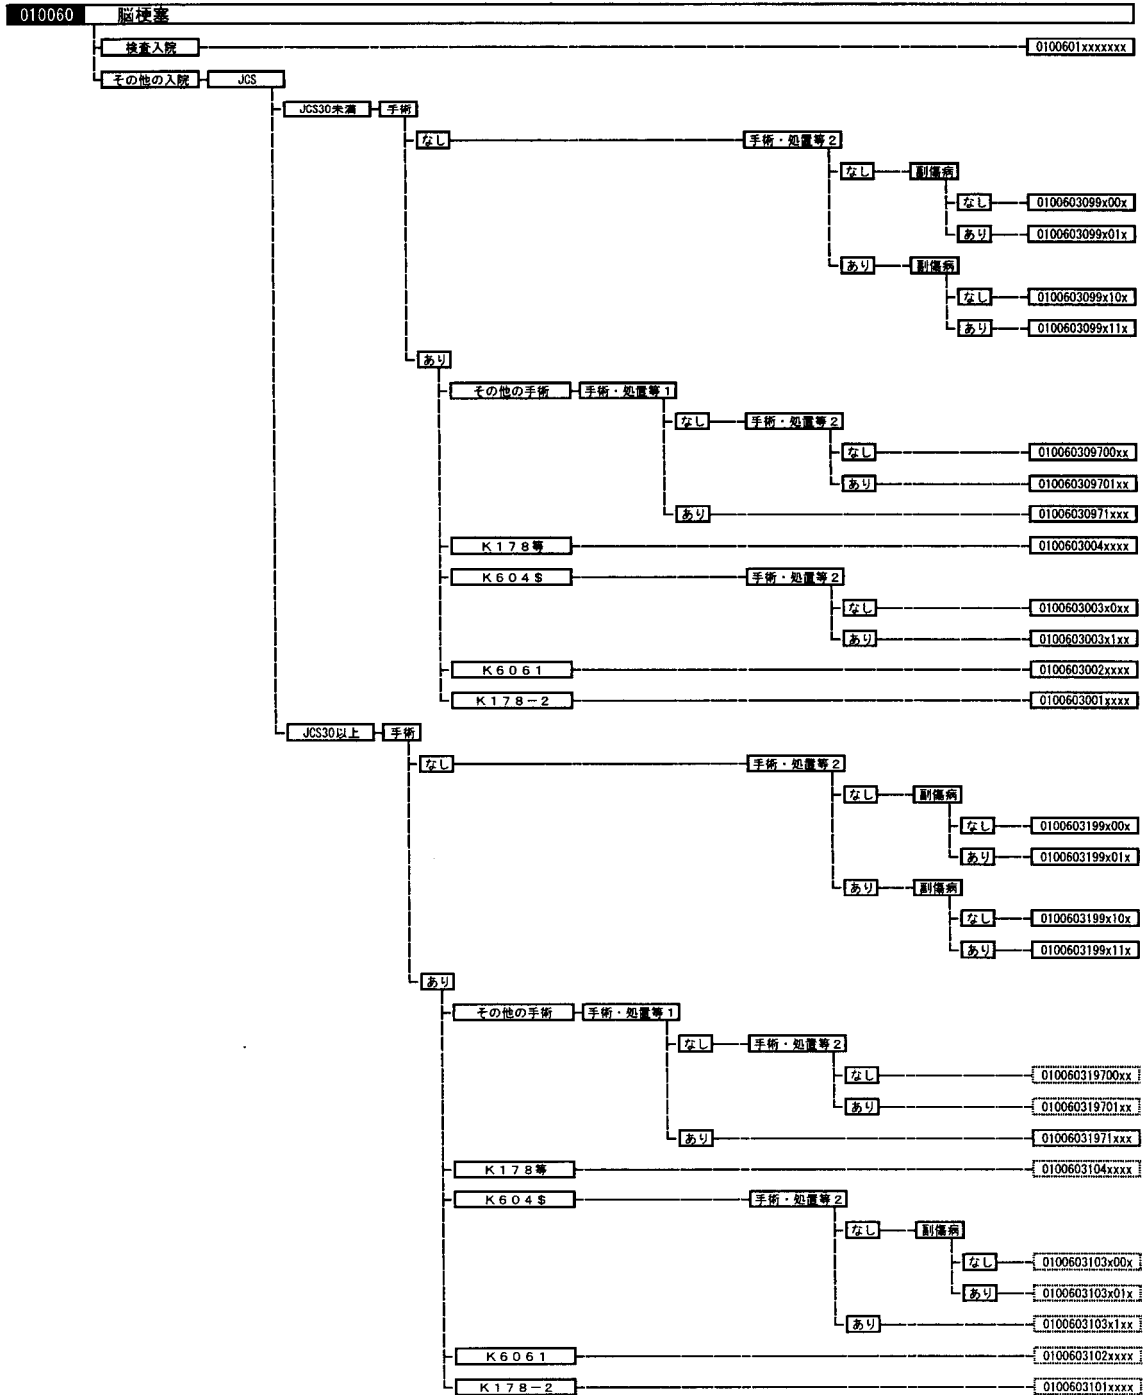 010060 脳梗塞
検査入院 0100601xxxxxxx
その他の入院 JCS
JCS30未満 手術
なし 手術・処置等2
なし 副傷病
なし 0100603099x00x
あり 0100603099x01x
あり 副傷病
なし 0100603099x10x
あり 0100603099x11x
あり
その他の手術 手術・処置等1
なし 手術・処置等2
なし 010060309700xx
あり 010060309701xx
あり 01006030971xxx
K178等 0100603004xxxx
K604$ 手術・処置等2
なし 0100603003x0xx
あり 0100603003x1xx
K6061 0100603002xxxx
K178-2 0100603001xxxx
JCS30以上 手術
なし 手術・処置等2
なし 副傷病
なし 0100603199x00x
あり 0100603199x01x
あり 副傷病
なし 0100603199x10x
あり 0100603199x11x
あり
その他の手術 手術・処置等1
なし 手術・処置等2
なし 010060319700xx
あり 010060319701xx
あり 01006031971xxx
K178等 0100603104xxxx
K604$ 手術・処置等2
なし 副傷病
なし 0100603103x00x
あり 0100603103x01x
あり 0100603103x1xx
K6061 0100603102xxxx
K178-2 0100603101xxxx